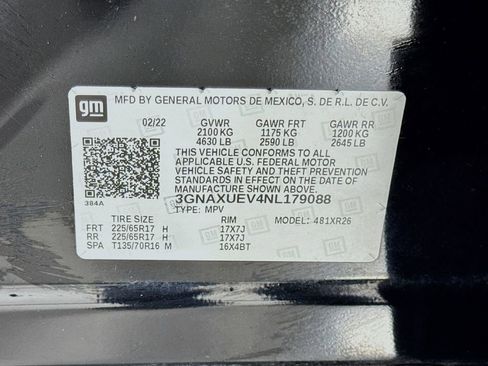 gm
MFD BY GENERAL MOTORS DE MEXICO, S. DE R.L. DE C.V.
02/22 GVWR GAWR FRT GAWR RR
2100 KG 1175 KG 1200 KG
4630 LB 2590 LB 2645 LB
THIS VEHICLE CONFORMS TO ALL
APPLICABLE U.S. FEDERAL MOTOR
VEHICLE SAFETY AND THEFT PREVENTION
STANDARDS IN EFFECT ON THE DATE OF
MANUFACTURE SHOWN ABOVE.
384A
3GNAXUEV4NL179088
TYPE: MPV MODEL: 481XR26
TIRE SIZE RIM
FRT 225/65R17 H 17X7J
RR 225/65R17 H 17X7J
SPA T135/70R16 M 16X4BT